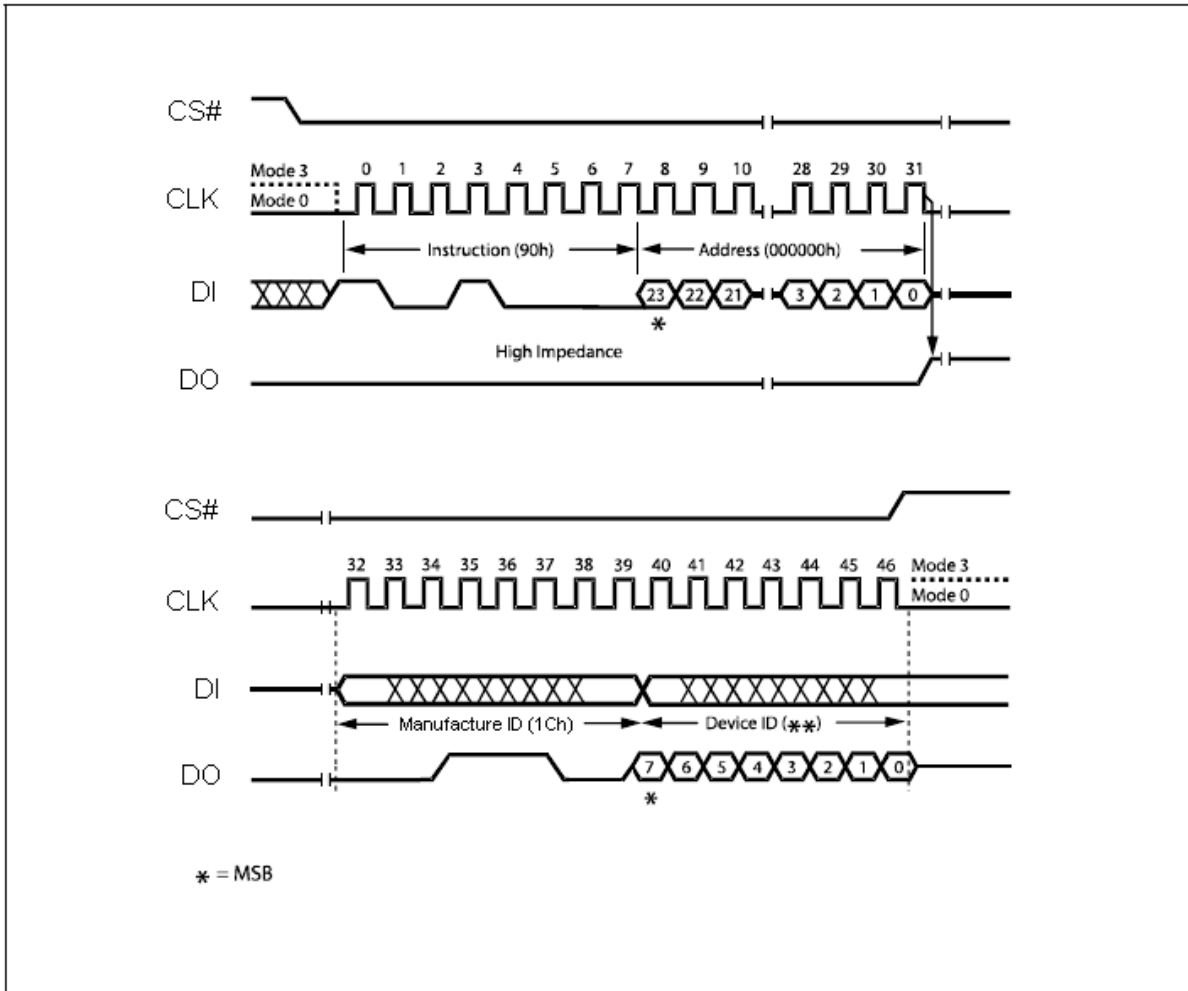 CS#
Mode 3
0 1 2 3 4 5 6 7 8 9 10 28 29 30 31
CLK
Mode 0
Instruction (90h) Address (000000h)
DI
23 22 21 3 2 1 0
*
High Impedance
DO
CS#
32 33 34 35 36 37 38 39 40 41 42 43 44 45 46 Mode 3
CLK
Mode 0
DI
Manufacture ID (1Ch) Device ID (**)
DO
7 6 5 4 3 2 1 0
*
* = MSB